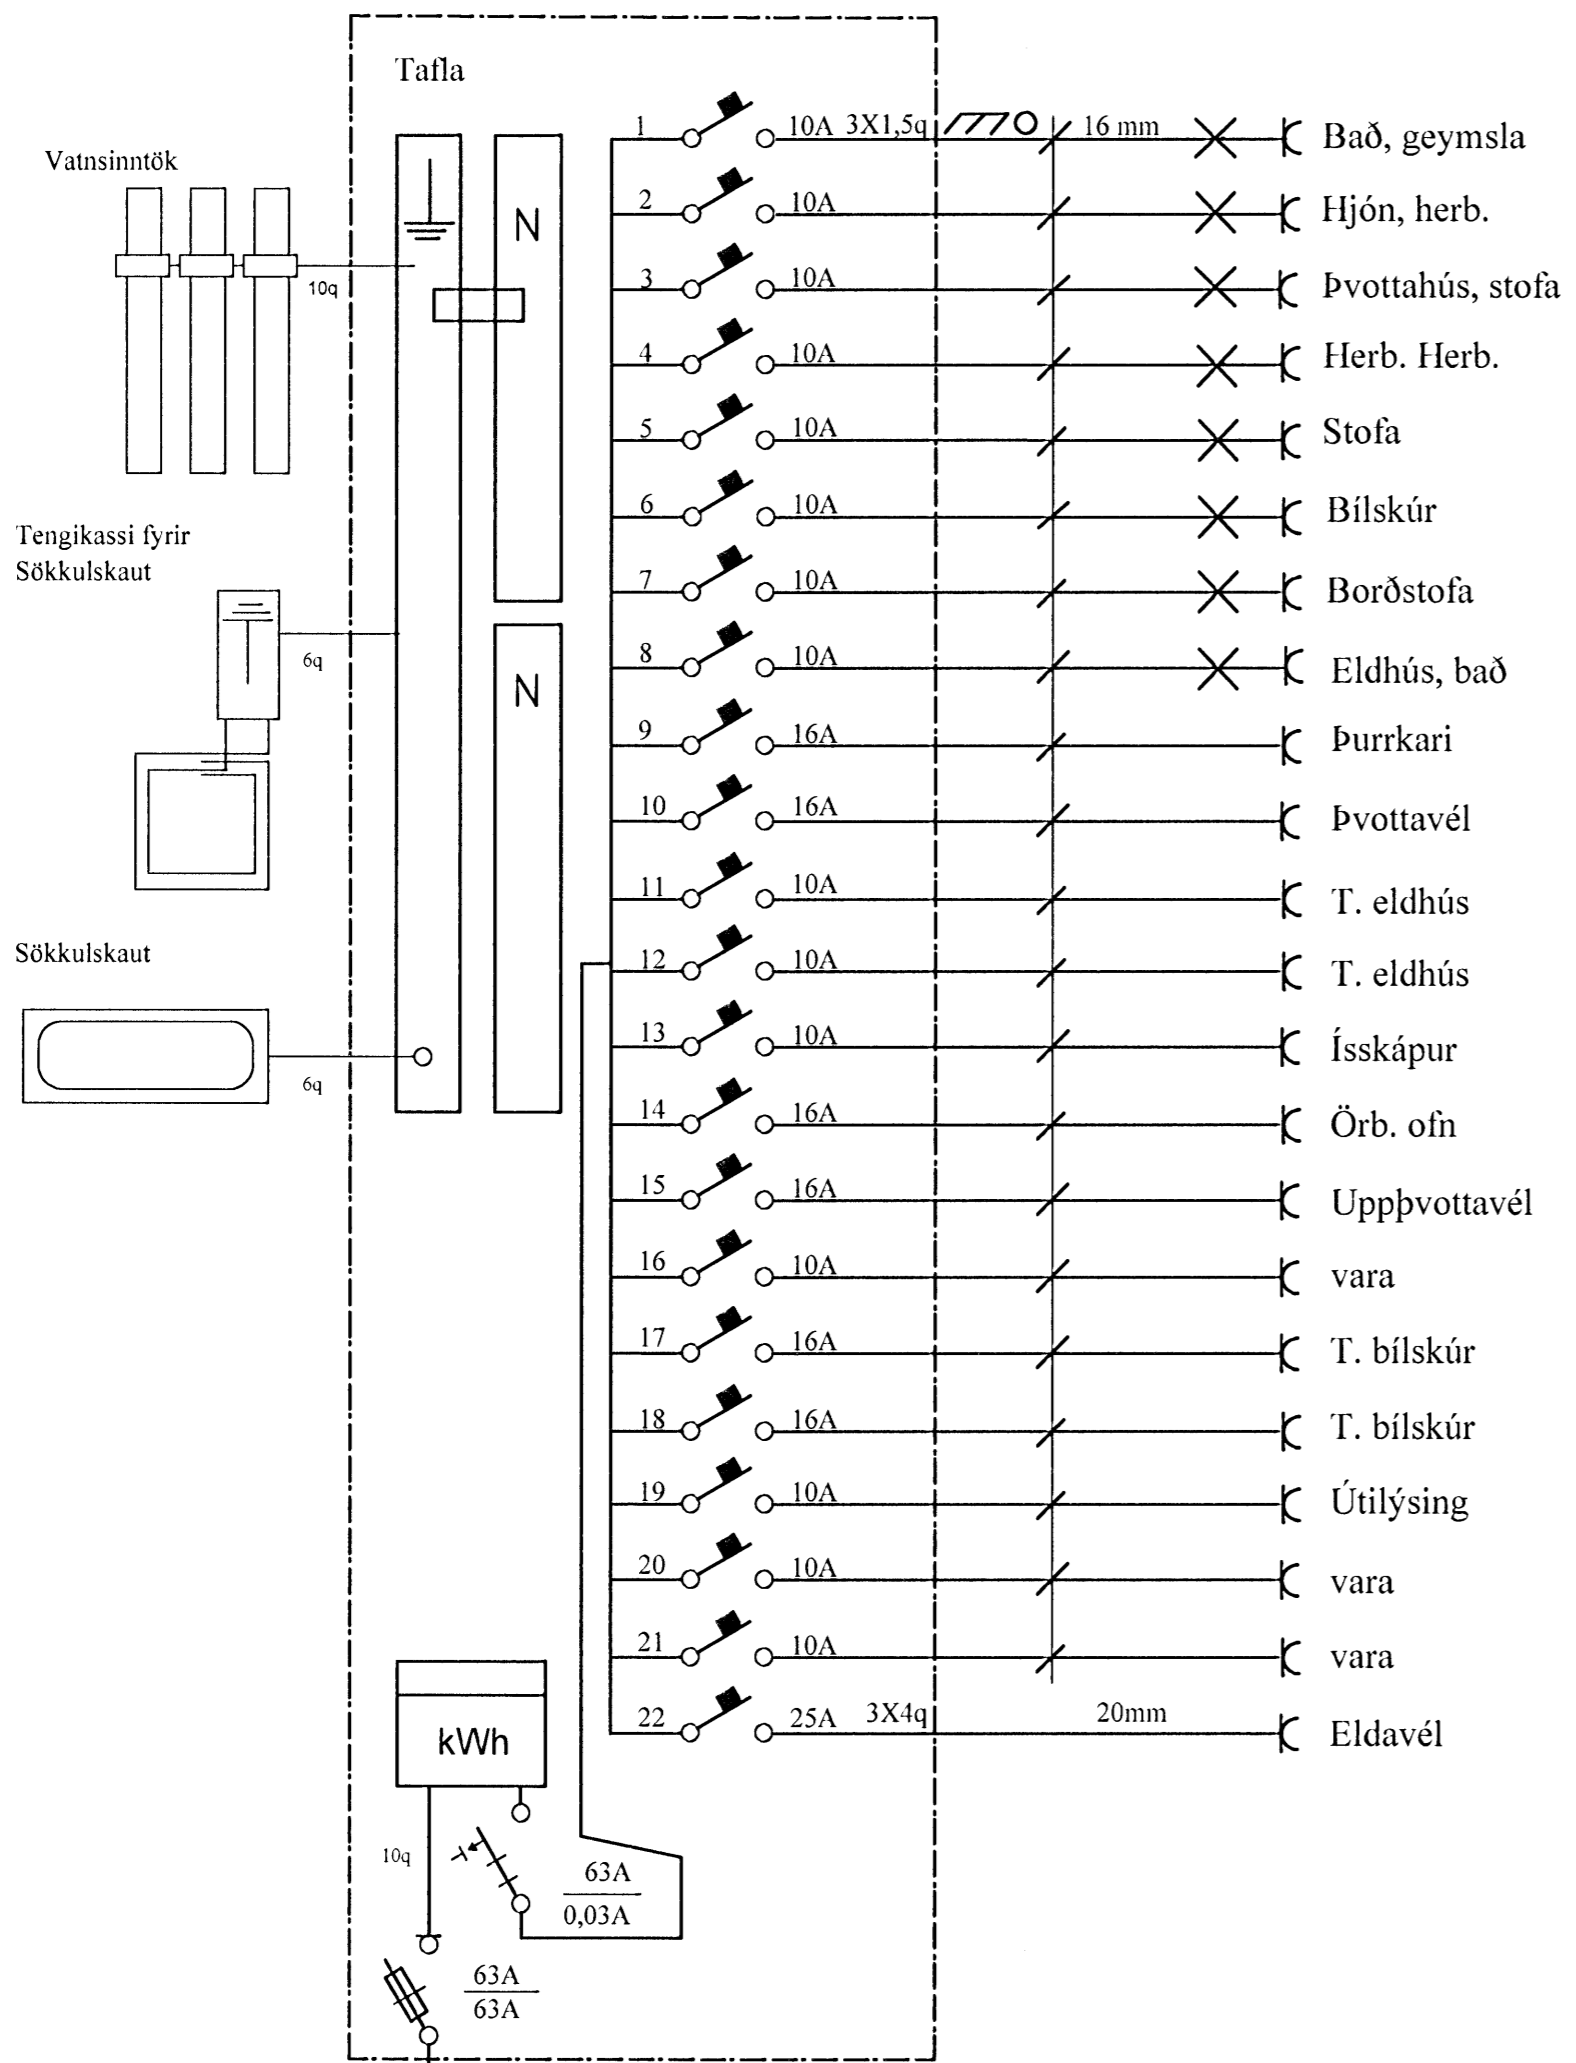 Tafla
Vatnsinntök
10q
Tengikassi fyrir
Sökkulskaut
6q
Sökkulskaut
6q
N
N
1 10A 3X1,5q 16 mm Bað, geymsla
2 10A Hjón, herb.
3 10A Þvottahús, stofa
4 10A Herb. Herb.
5 10A Stofa
6 10A Bílskúr
7 10A Borðstofa
8 10A Eldhús, bað
9 16A Þurrkari
10 16A Þvottavél
11 10A T. eldhús
12 10A T. eldhús
13 10A Ísskápur
14 16A Örb. ofn
15 16A Uppþvottavél
16 10A vara
17 16A T. bílskúr
18 16A T. bílskúr
19 10A Útilýsing
20 10A vara
21 10A vara
22 25A 3X4q 20mm Eldavél
kWh
10q
63A
0,03A
63A
63A